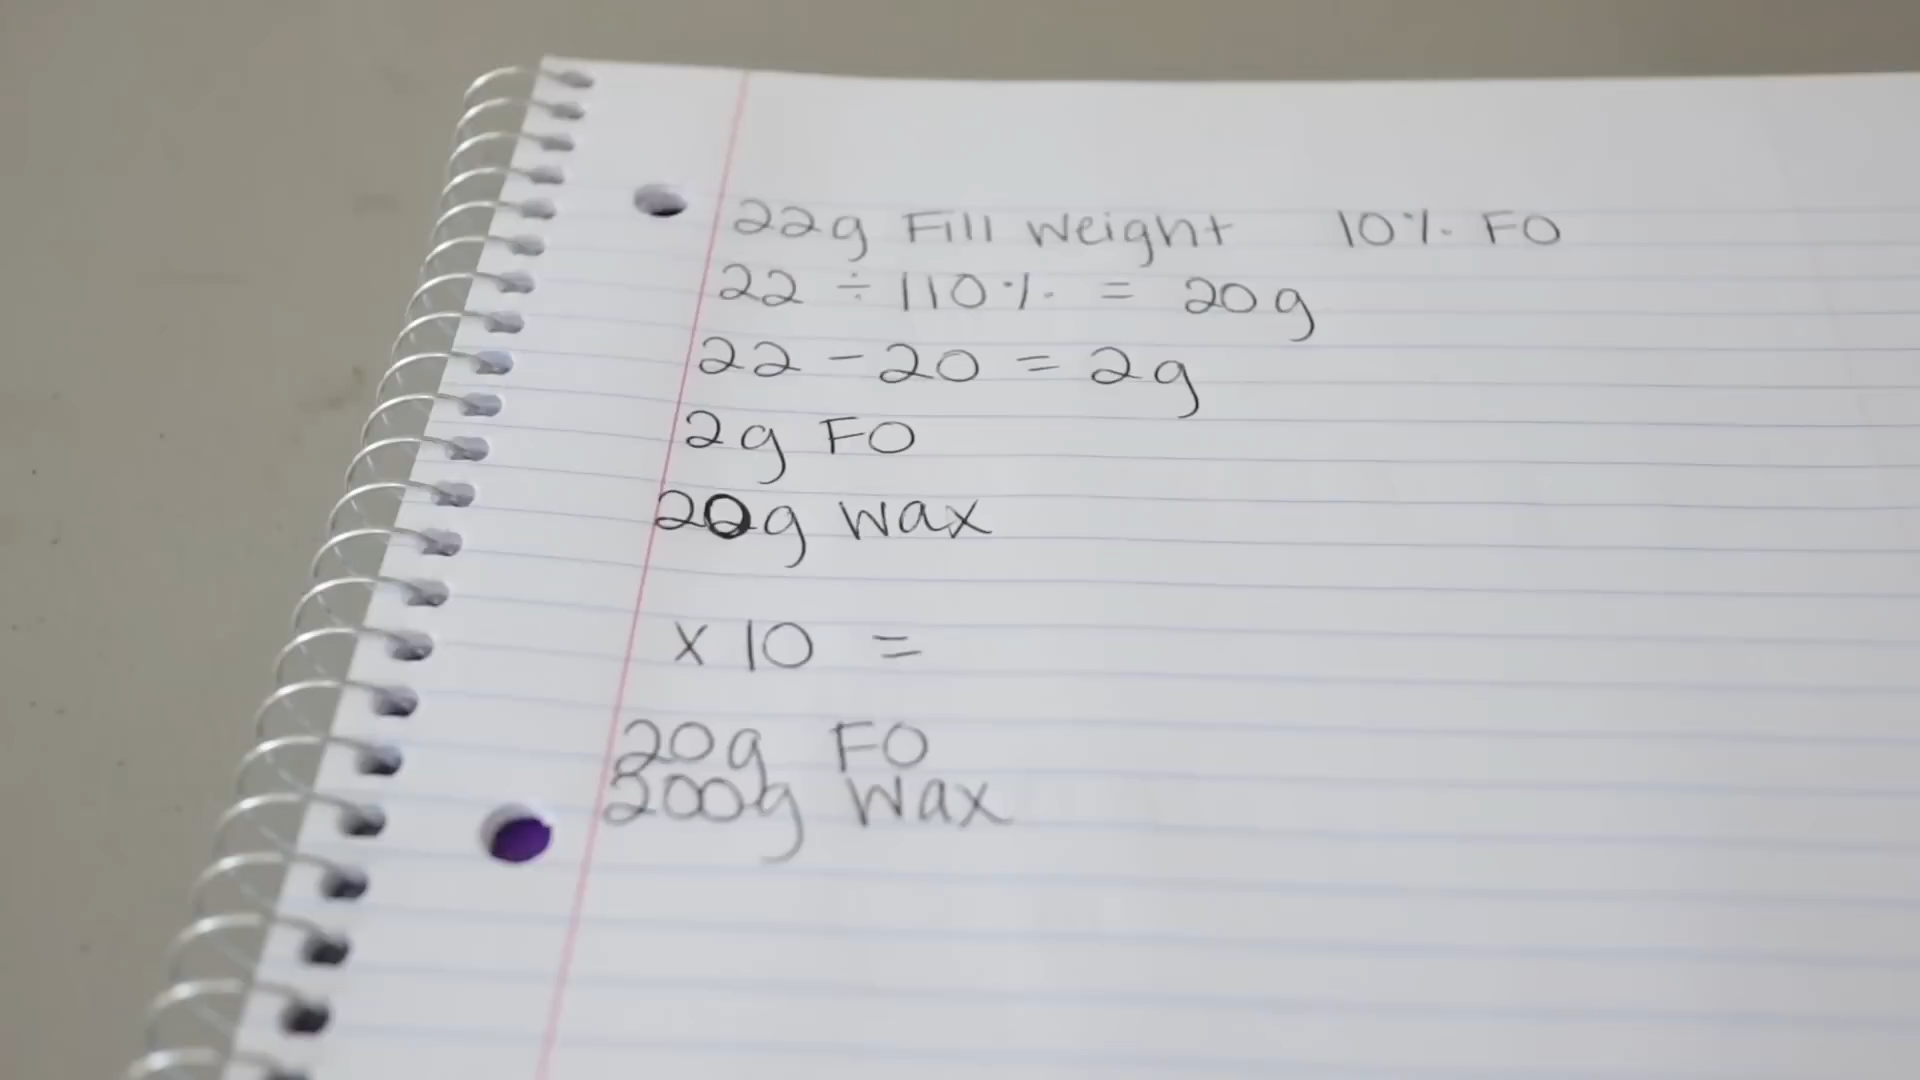 22g Fill Weight 10% FO
22 ÷ 110% = 20g
22 - 20 = 2g
2g FO
20g Wax
x 10 =
20g FO
200g Wax